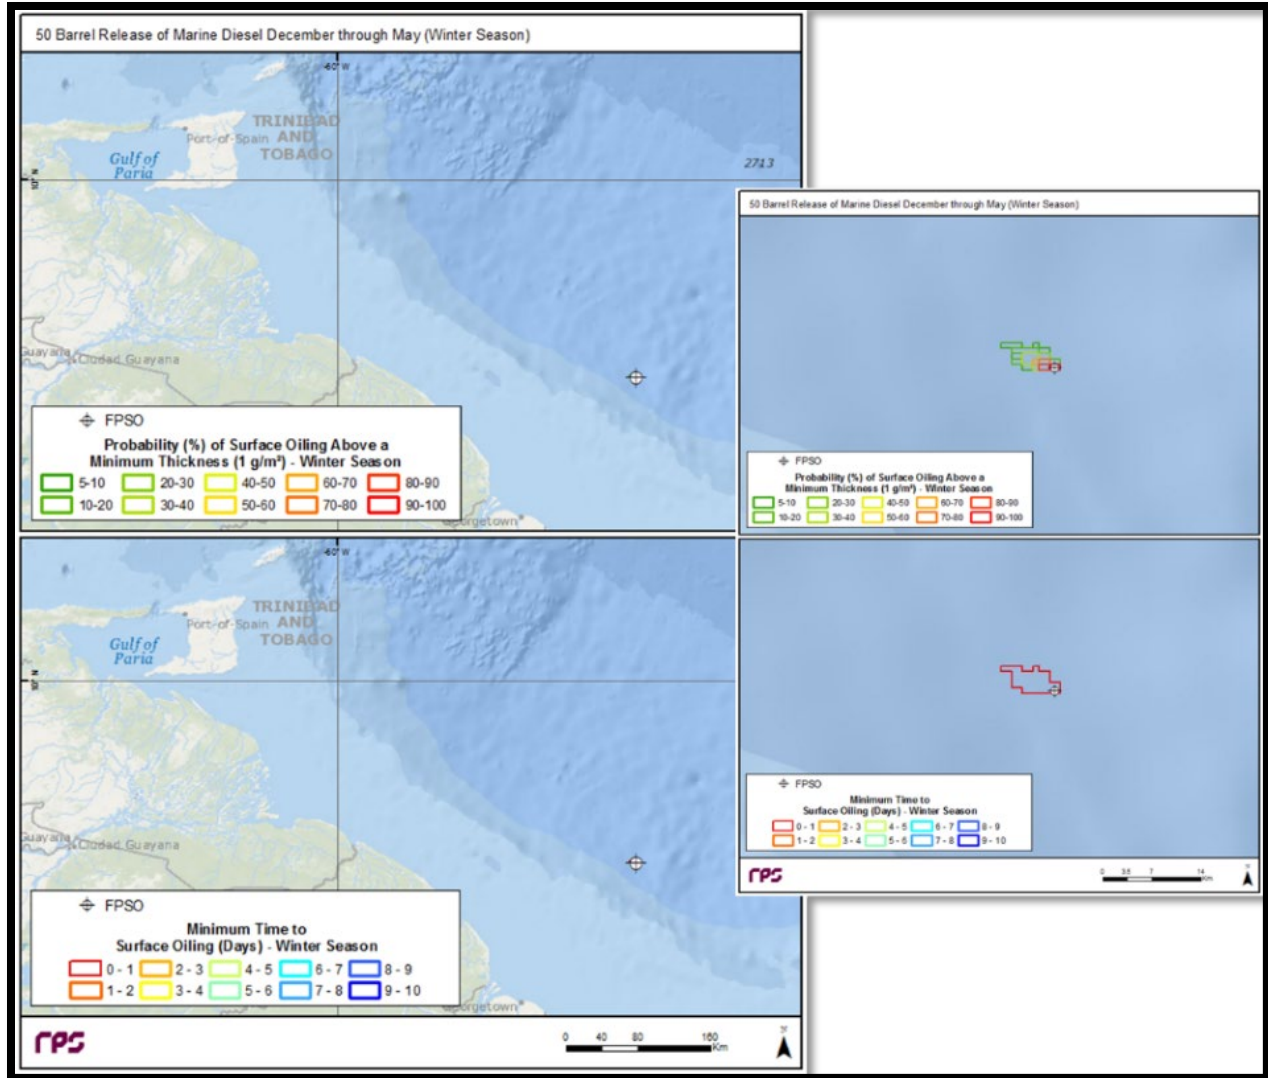 50 Barrel Release of Marine Diesel December through May (Winter Season)
60° W
TRINIDAD
Port-of-Spain AND
TOBAGO
Gulf of
Paria
2713
10° N
Guayana
Ciudad Guayana
FPSO
Probability (%) of Surface Oiling Above a
Minimum Thickness (1 g/m²) - Winter Season
5-10 20-30 40-50 60-70 80-90
10-20 30-40 50-60 70-80 90-100
Georgetown
50 Barrel Release of Marine Diesel December through May (Winter Season)
FPSO
Probability (%) of Surface Oiling Above a
Minimum Thickness (1 g/m²) - Winter Season
5-10 20-30 40-50 60-70 80-90
10-20 30-40 50-60 70-80 90-100
60° W
TRINIDAD
Port-of-Spain AND
TOBAGO
Gulf of
Paria
10° N
Guayana
Ciudad Guayana
FPSO
Minimum Time to
Surface Oiling (Days) - Winter Season
0 - 1 2 - 3 4 - 5 6 - 7 8 - 9
1 - 2 3 - 4 5 - 6 7 - 8 9 - 10
Georgetown
rps
0 40 80 160
Km
FPSO
Minimum Time to
Surface Oiling (Days) - Winter Season
0 - 1 2 - 3 4 - 5 6 - 7 8 - 9
1 - 2 3 - 4 5 - 6 7 - 8 9 - 10
rps
0 3.5 7 14
Km